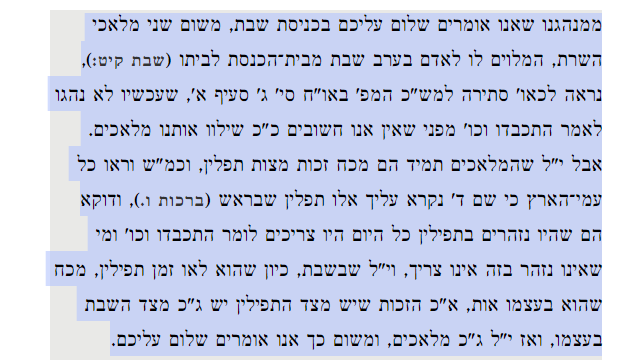 ממנהגנו שאנו אומרים שלום עליכם בכניסת שבת, משום שני מלאכי
השרת, המלוים לו לאדם בערב שבת מבית־הכנסת לביתו (שבת קיט:),
נראה לכאו' סתירה למש"כ המפ' באו"ח סי' ג' סעיף א', שעכשיו לא נהגו
לאמר התכבדו וכו' מפני שאין אנו חשובים כ"כ שילוו אותנו מלאכים.
אבל י"ל שהמלאכים תמיד הם מכח זכות מצות תפלין, וכמ"ש וראו כל
עמי־הארץ כי שם ד' נקרא עליך אלו תפלין שבראש (ברכות ו.), ודוקא
הם שהיו נזהרים בתפילין כל היום היו צריכים לומר התכבדו וכו' ומי
שאינו נזהר בזה אינו צריך, וי"ל שבשבת, כיון שהוא לאו זמן תפילין, מכח
שהוא בעצמו אות, א"כ הזכות שיש מצד התפילין יש ג"כ מצד השבת
בעצמו, ואז י"ל ג"כ מלאכים, ומשום כך אנו אומרים שלום עליכם.